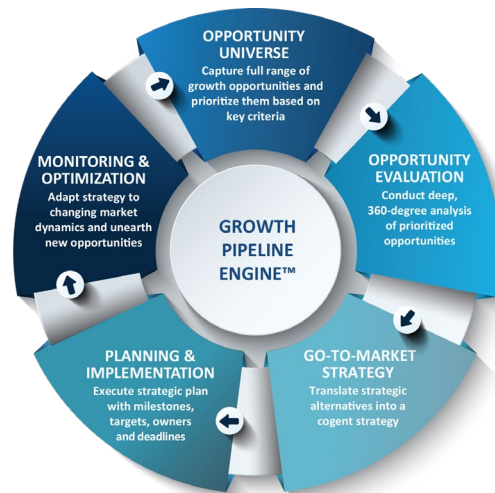 OPPORTUNITY
UNIVERSE
Capture full range of
growth opportunities and
prioritize them based on
key criteria
OPPORTUNITY
EVALUATION
Conduct deep,
360-degree analysis
of prioritized
opportunities
GO-TO-MARKET
STRATEGY
Translate strategic
alternatives into a
cogent strategy
PLANNING &
IMPLEMENTATION
Execute strategic plan
with milestones,
targets, owners
and deadlines
MONITORING &
OPTIMIZATION
Adapt strategy to
changing market
dynamics and unearth
new opportunities
GROWTH
PIPELINE
ENGINE™